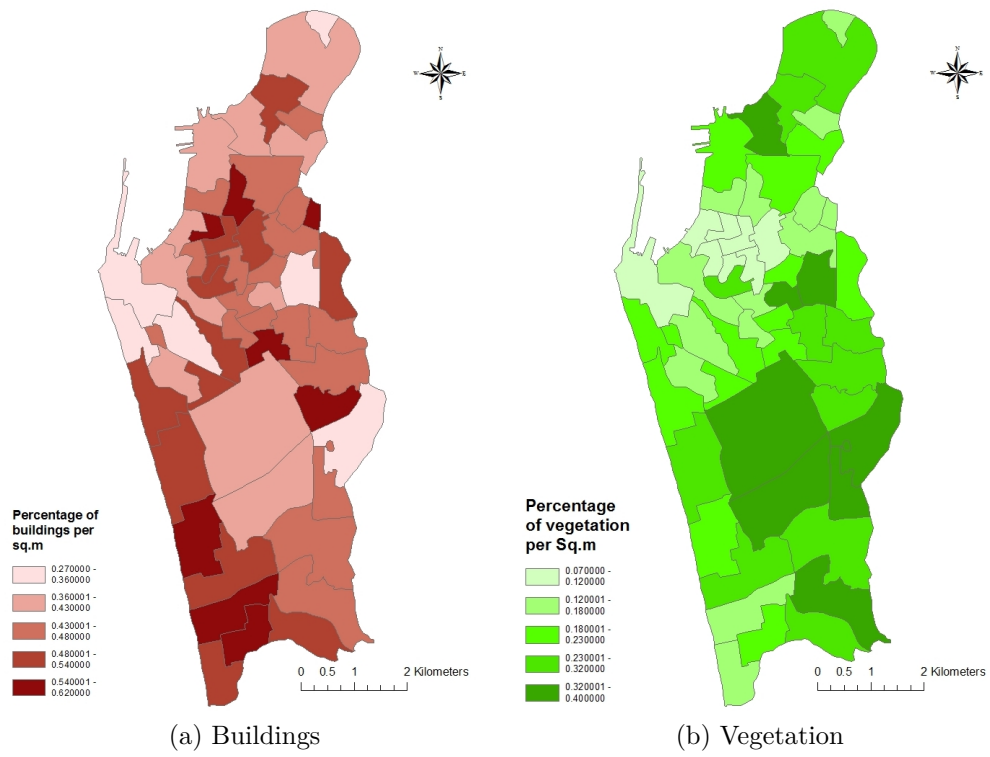 N
W E
S
Percentage of
buildings per
sq.m
0.270000 -
0.360000
0.360001 -
0.430000
0.430001 -
0.480000
0.480001 -
0.540000
0.540001 -
0.620000
0 0.5 1 2 Kilometers
(a) Buildings
N
W E
S
Percentage
of vegetation
per Sq.m
0.070000 -
0.120000
0.120001 -
0.180000
0.180001 -
0.230000
0.230001 -
0.320000
0.320001 -
0.400000
0 0.5 1 2 Kilometers
(b) Vegetation